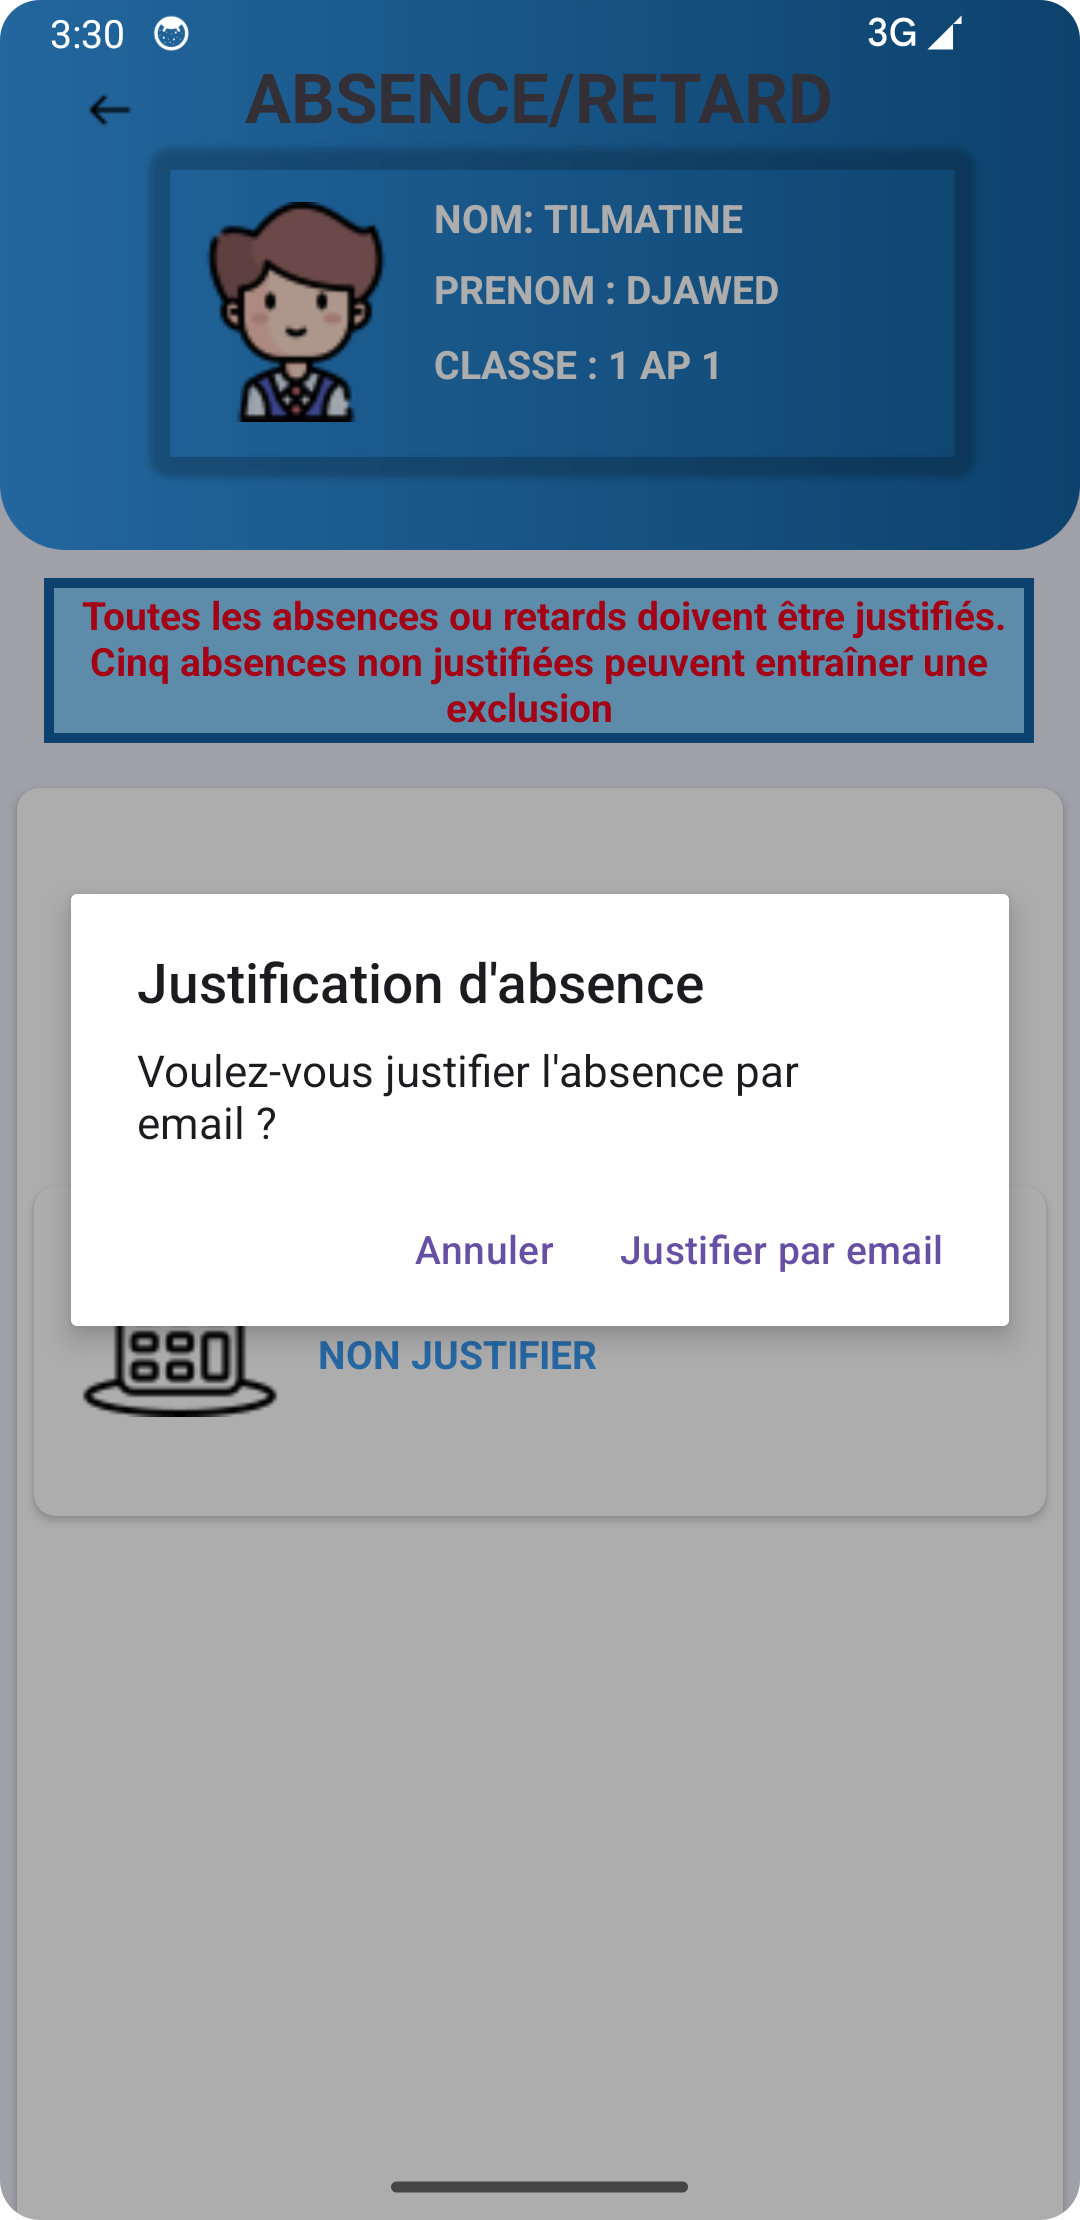 3:30
3G
ABSENCE/RETARD
NOM: TILMATINE
PRENOM : DJAWED
CLASSE : 1 AP 1
Toutes les absences ou retards doivent être justifiés.
Cinq absences non justifiées peuvent entraîner une
exclusion
Justification d'absence
Voulez-vous justifier l'absence par
email ?
Annuler
Justifier par email
NON JUSTIFIER